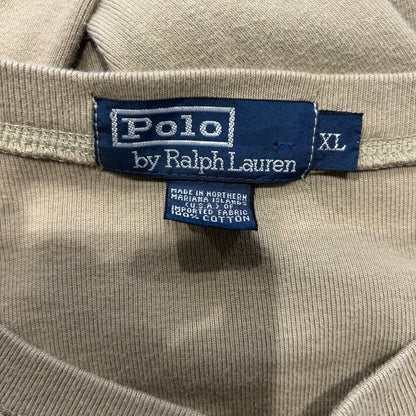 Polo
by Ralph Lauren
XL
MADE IN NORTHERN
MARIANA ISLANDS
(U.S.A.) OF
IMPORTED FABRIC
100% COTTON